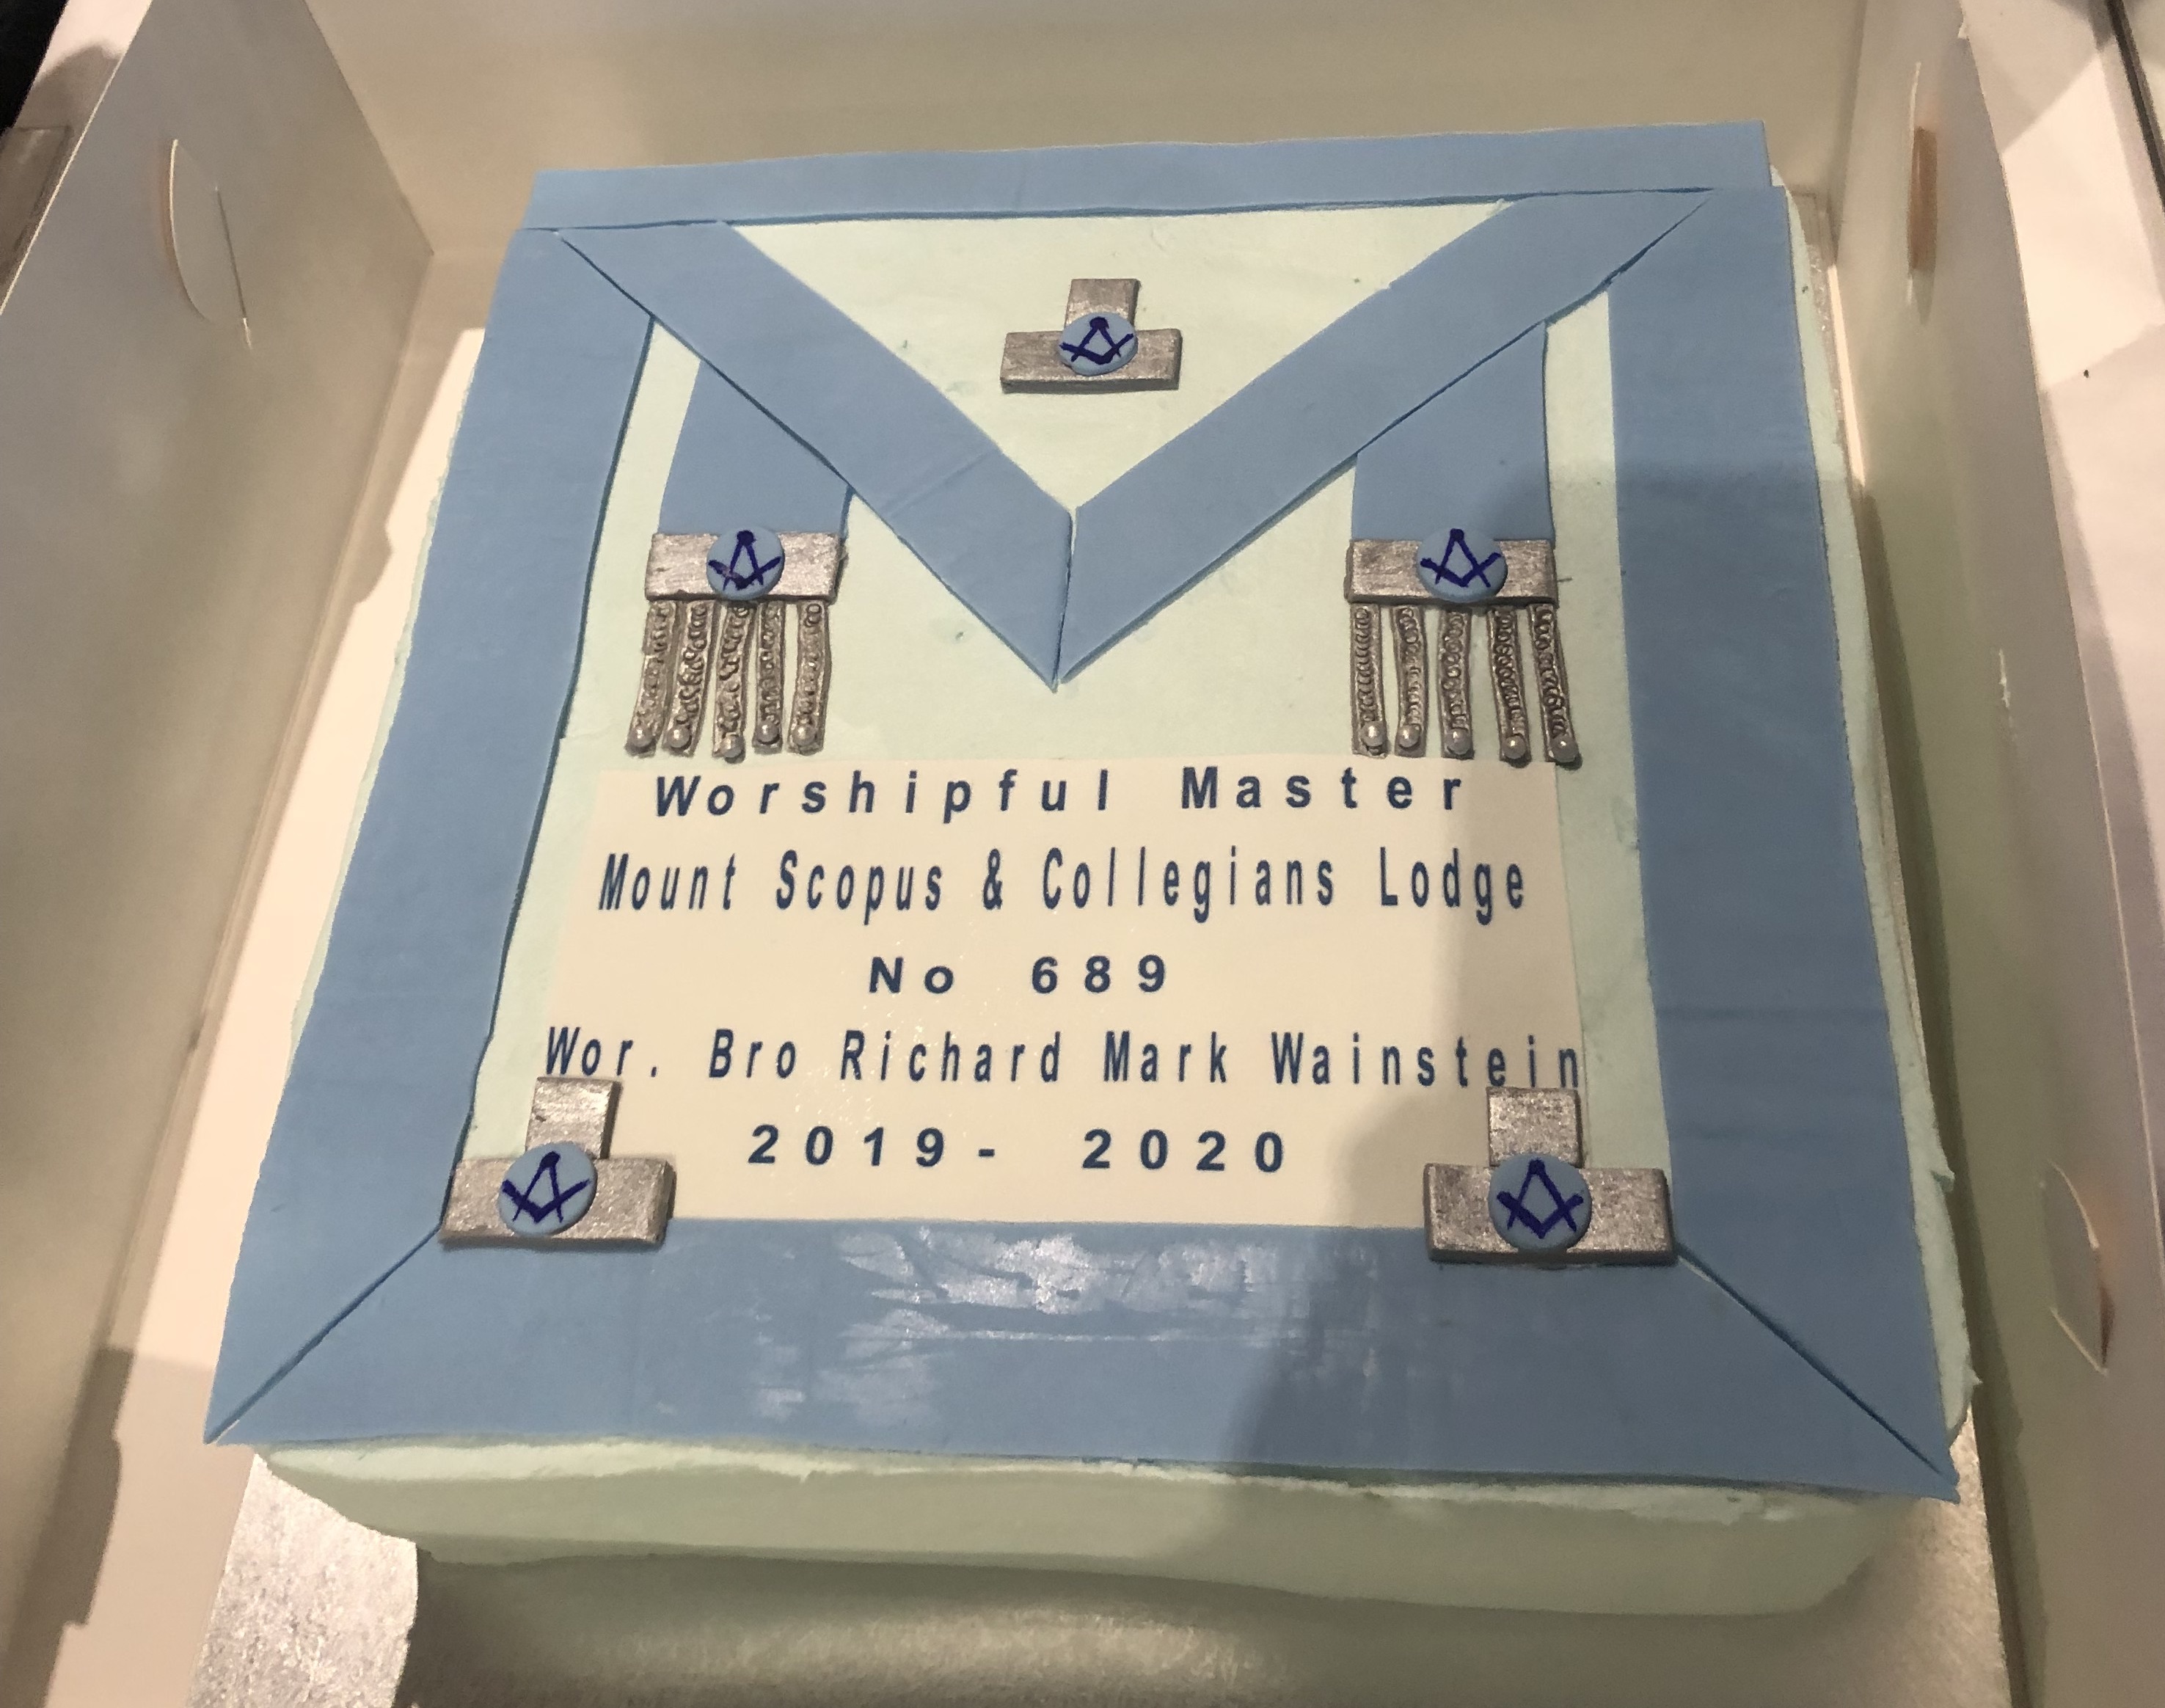 Worshipful Master
Mount Scopus & Collegians Lodge
No 689
Wor. Bro Richard Mark Wainstein
2019- 2020